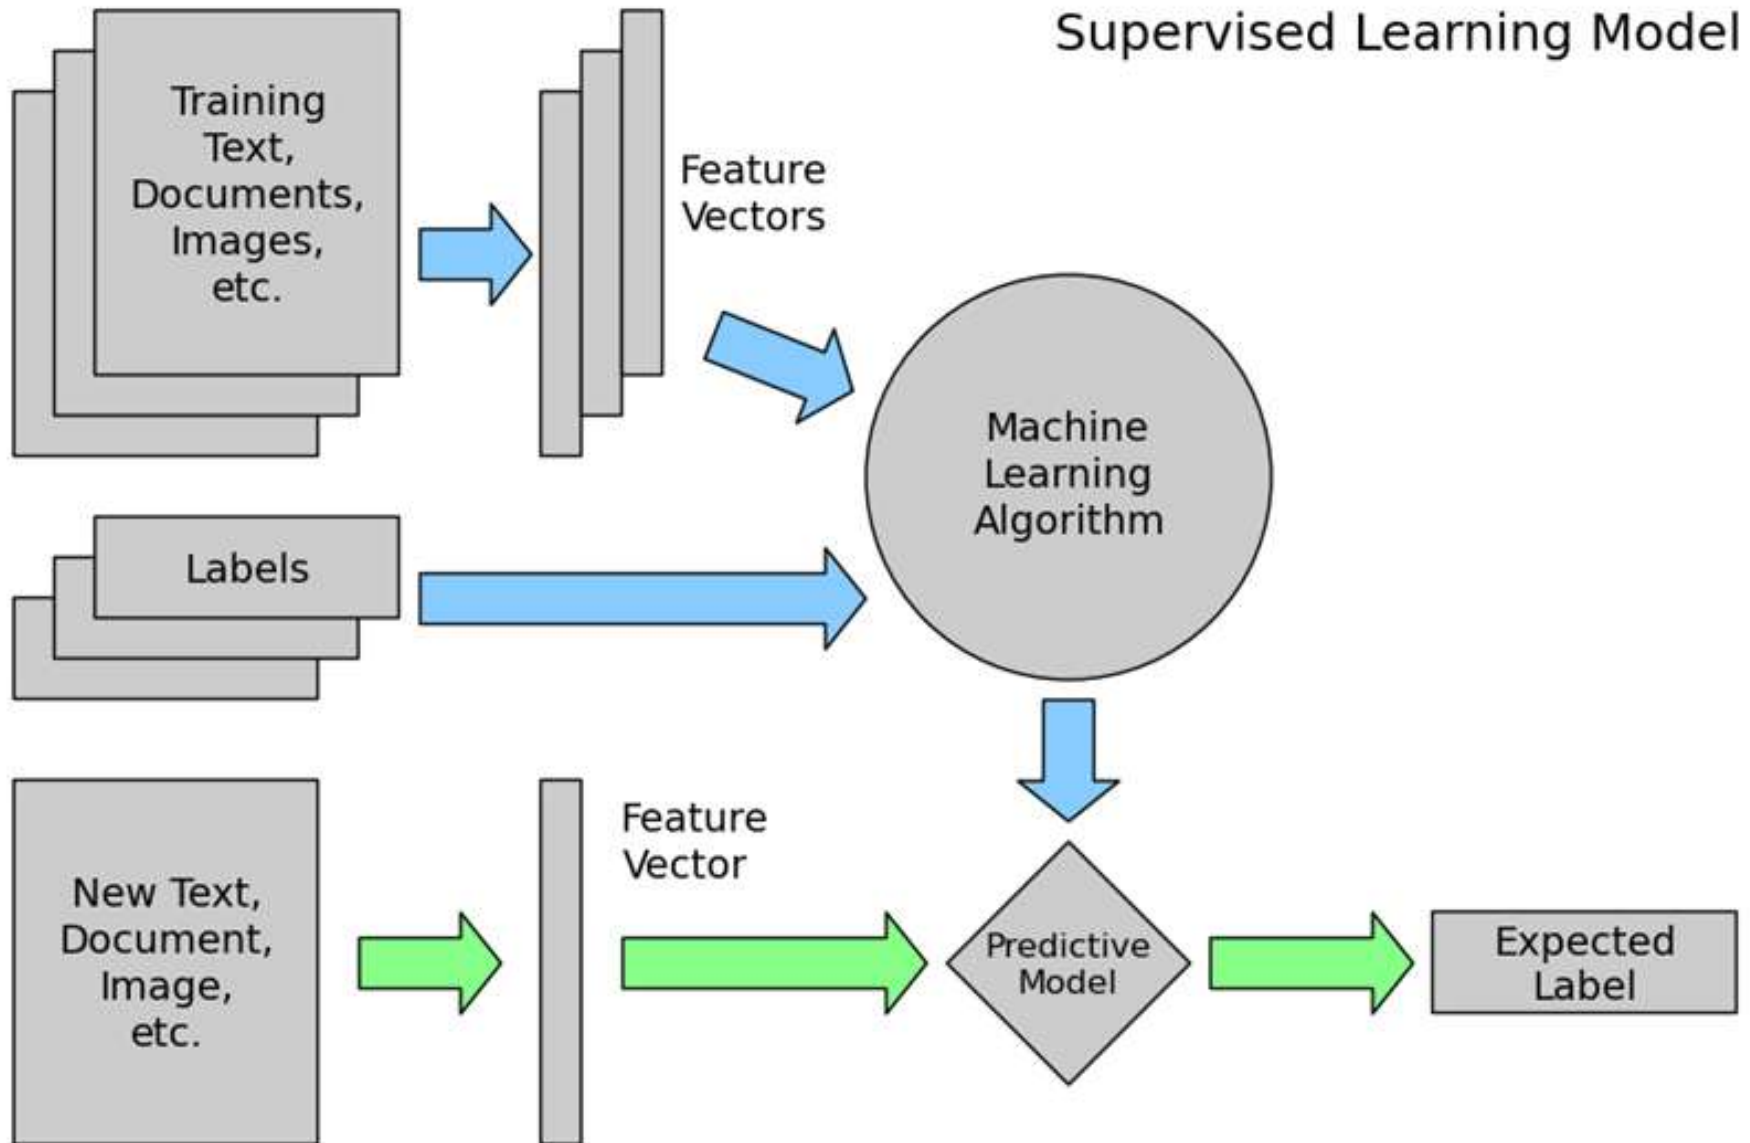 Supervised Learning Model
Training
Text,
Documents,
Images,
etc.
Feature
Vectors
Machine
Learning
Algorithm
Labels
New Text,
Document,
Image,
etc.
Feature
Vector
Predictive
Model
Expected
Label